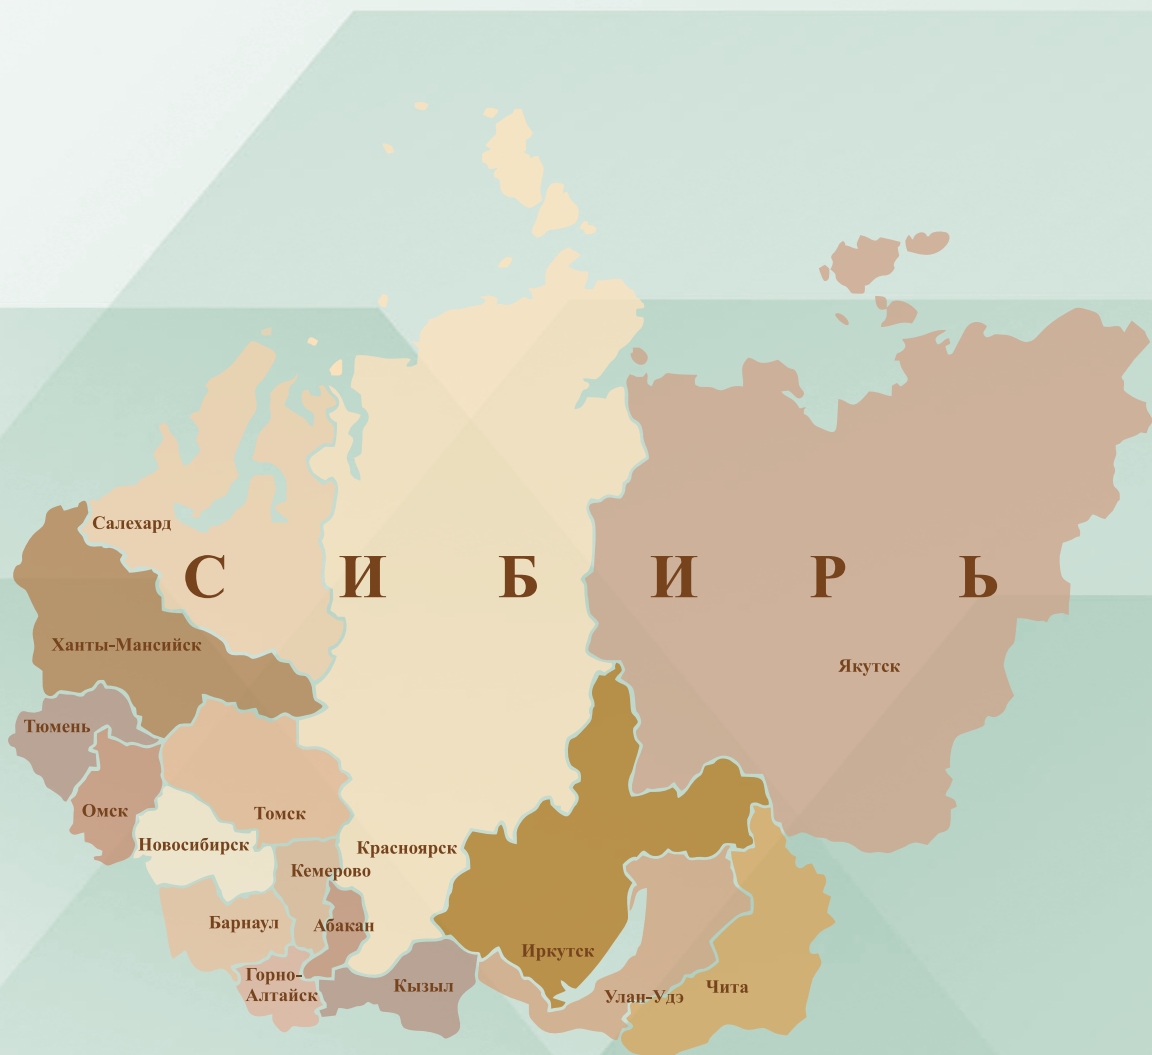 Салехард
СИБИРЬ
Ханты-Мансийск
Якутск
Тюмень
Омск
Томск
Новосибирск
Красноярск
Кемерово
Барнаул
Абакан
Иркутск
Горно-
Алтайск
Кызыл
Улан-Удэ
Чита